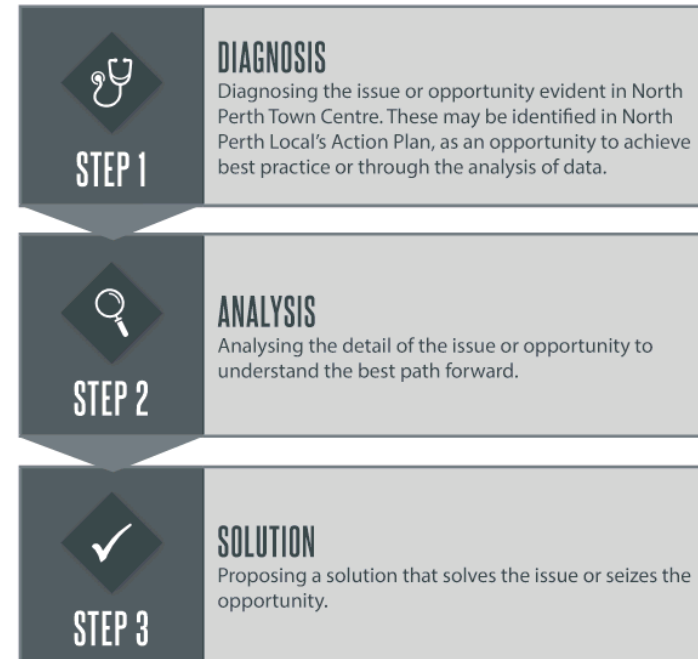 STEP 1
DIAGNOSIS
Diagnosing the issue or opportunity evident in North
Perth Town Centre. These may be identified in North
Perth Local’s Action Plan, as an opportunity to achieve
best practice or through the analysis of data.
STEP 2
ANALYSIS
Analysing the detail of the issue or opportunity to
understand the best path forward.
STEP 3
SOLUTION
Proposing a solution that solves the issue or seizes the
opportunity.